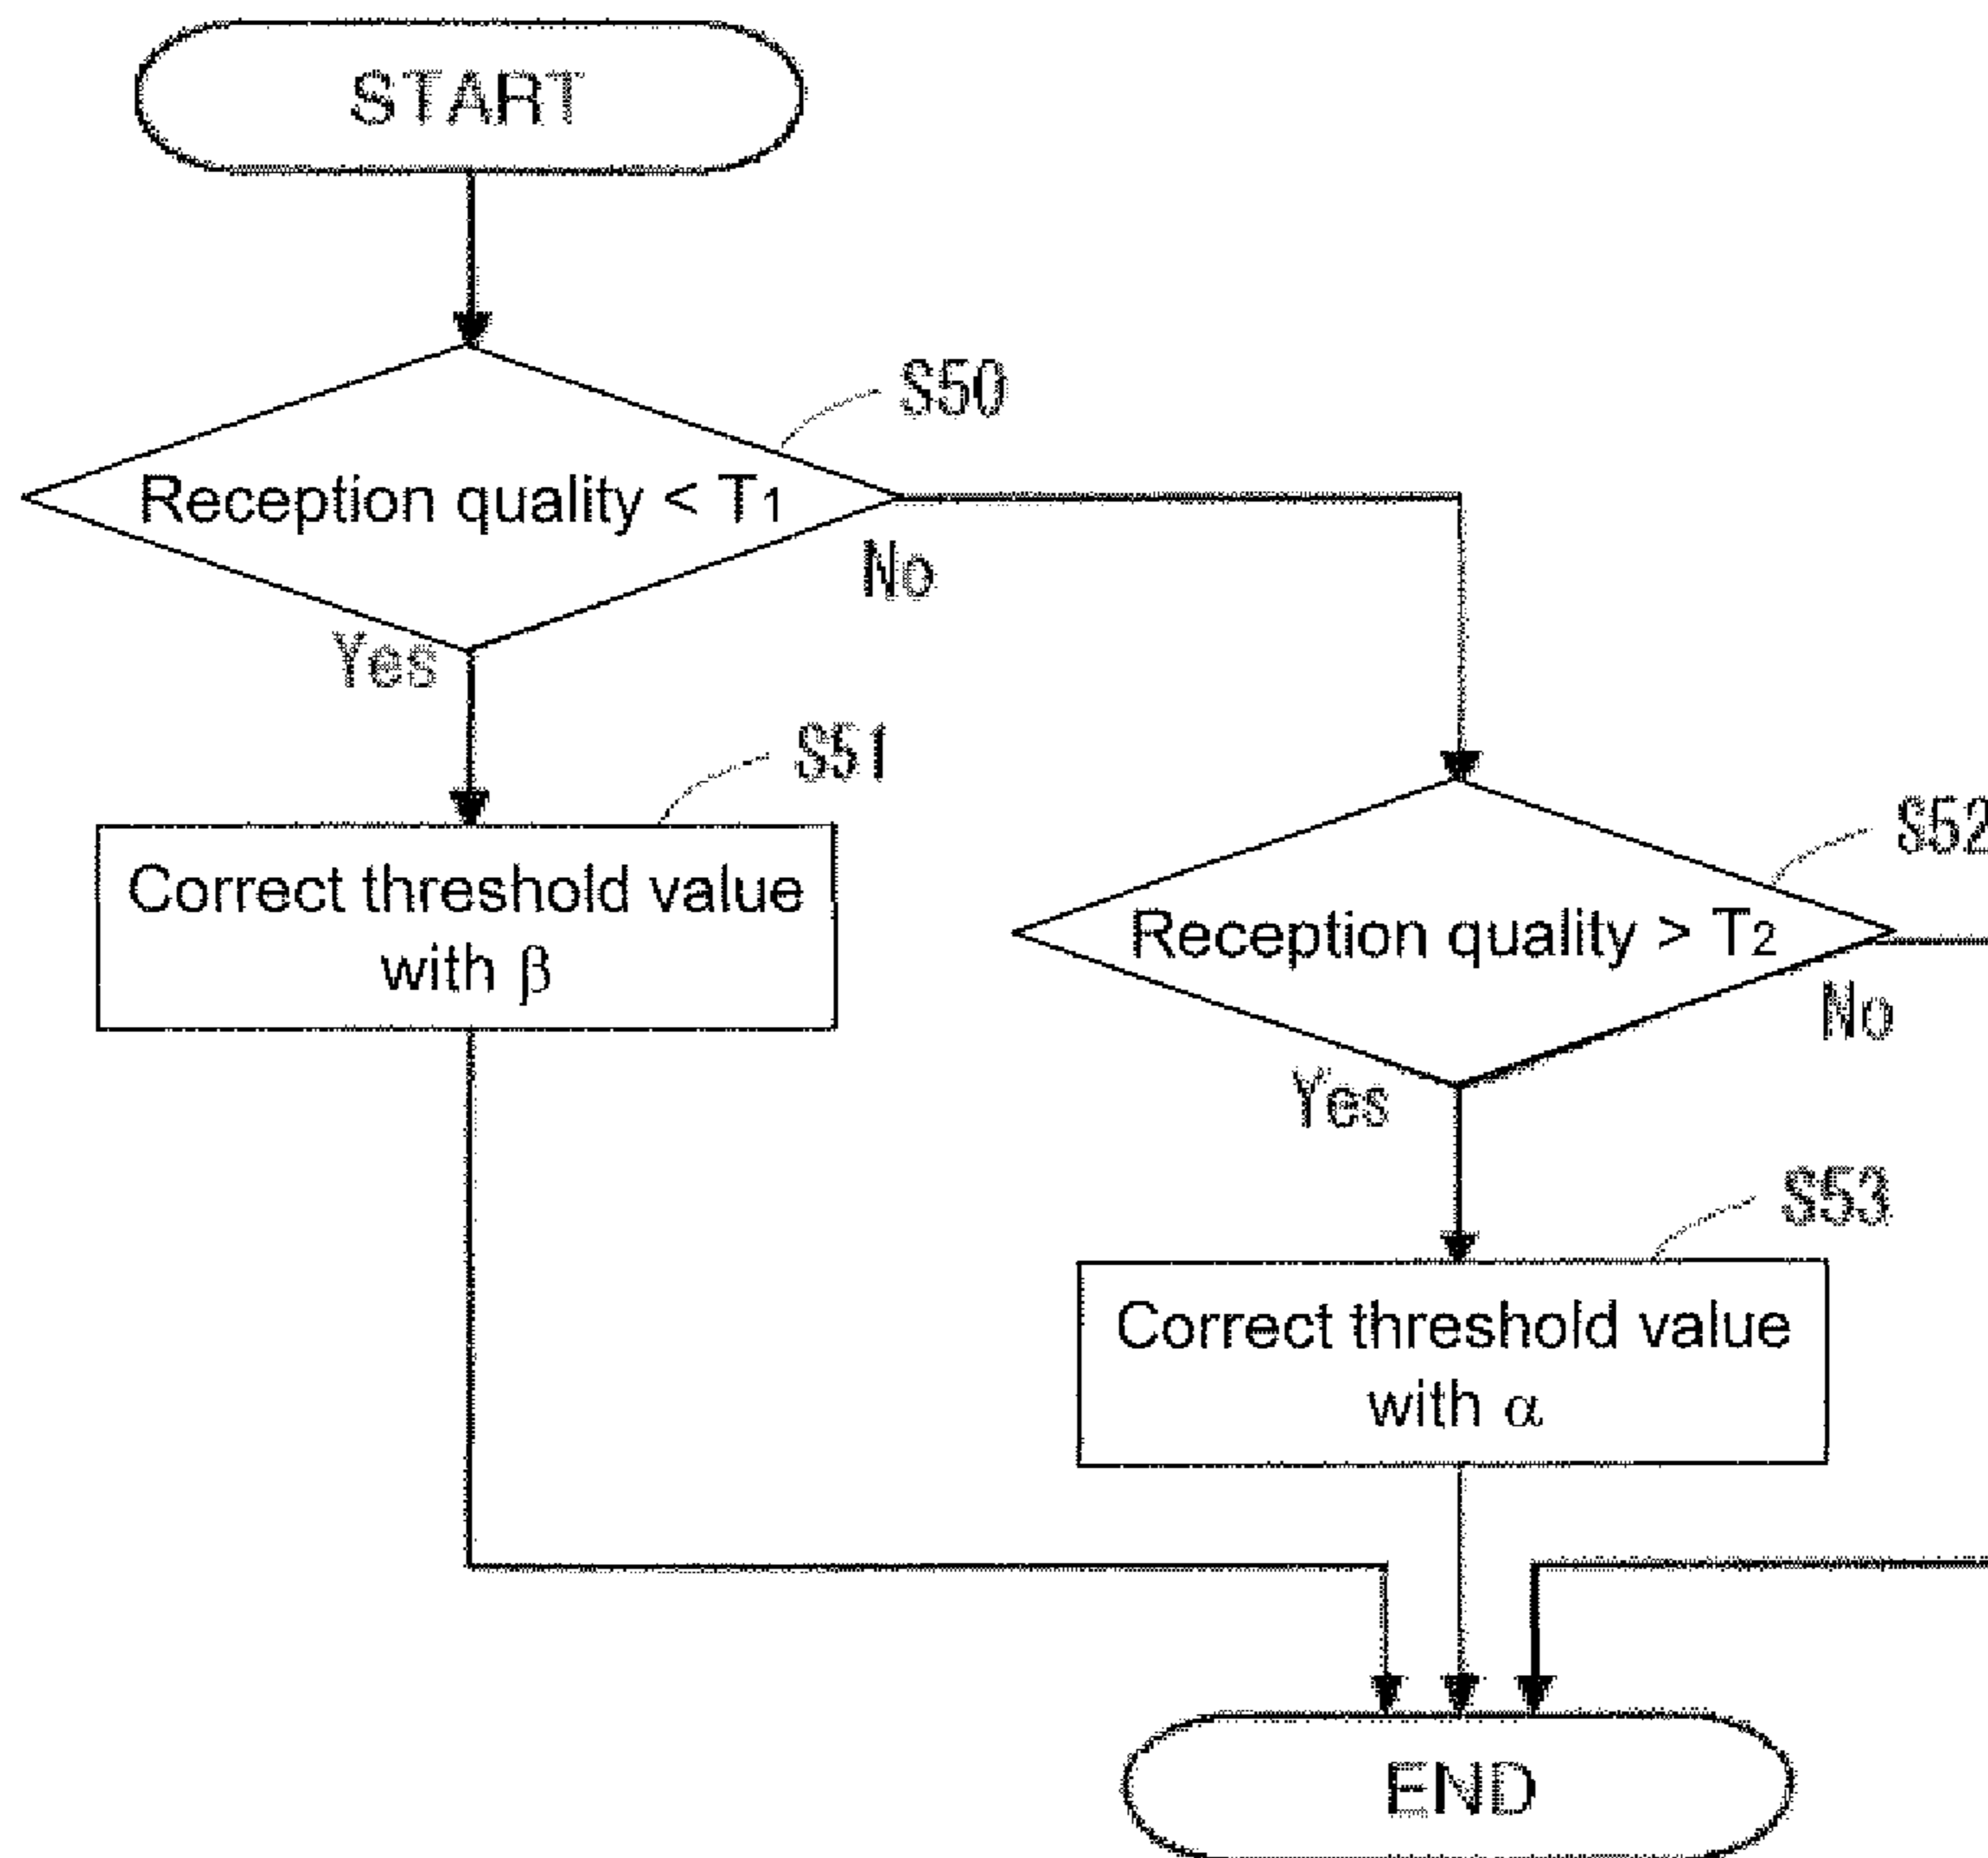 START
S50
Reception quality < T1
No
Yes
S51
Correct threshold value
with β
S52
Reception quality > T2
No
Yes
S53
Correct threshold value
with α
END